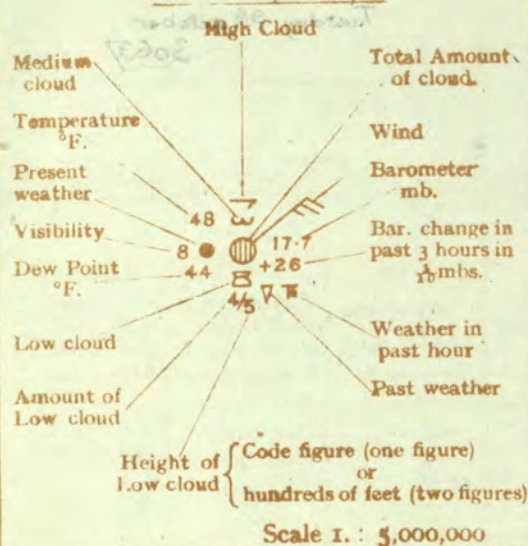 High Cloud
Medium
cloud
Total Amount
of cloud.
Temperature
°F.
Wind
Present
weather
Barometer
mb.
48
Visibility
8
17.7
Bar. change in
past 3 hours in
1/10 mbs.
Dew Point
°F.
44
+26
4/5
Low cloud
Weather in
past hour
Amount of
Low cloud
Past weather
Height of
Low cloud
Code figure (one figure)
or
hundreds of feet (two figures)
Scale 1. : 5,000,000